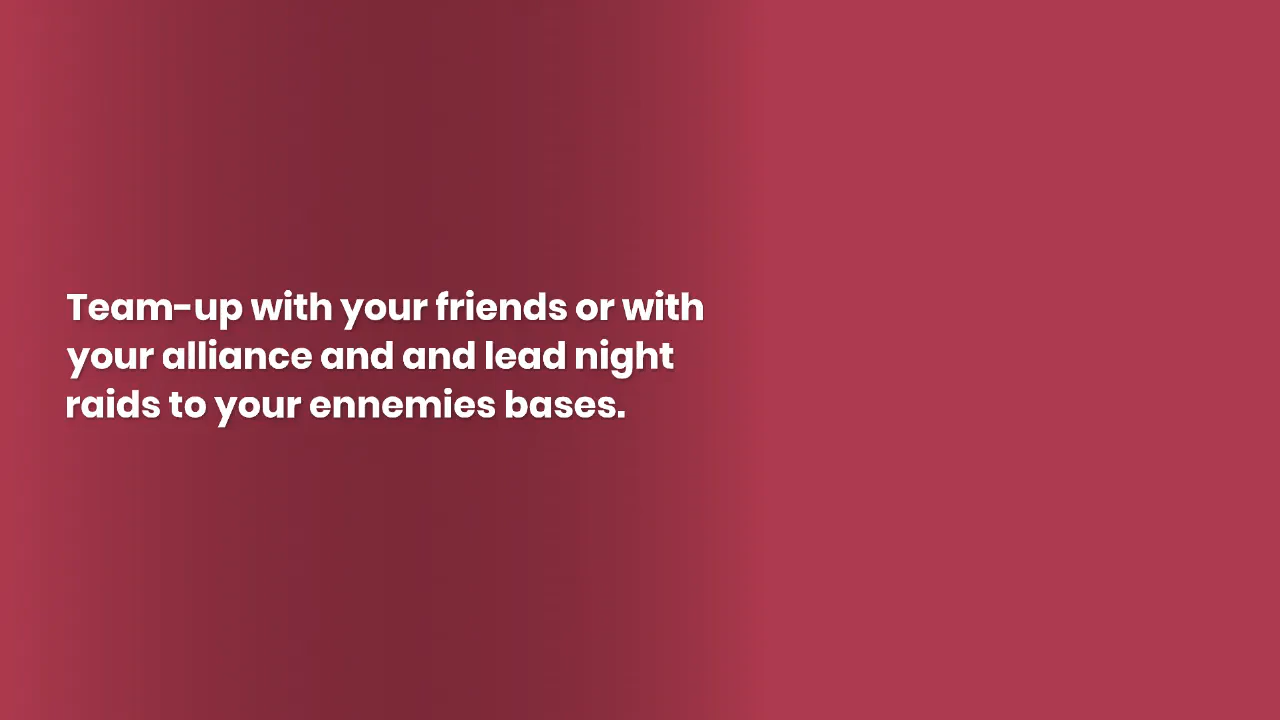 Team-up with your friends or with
your alliance and and lead night
raids to your ennemies bases.